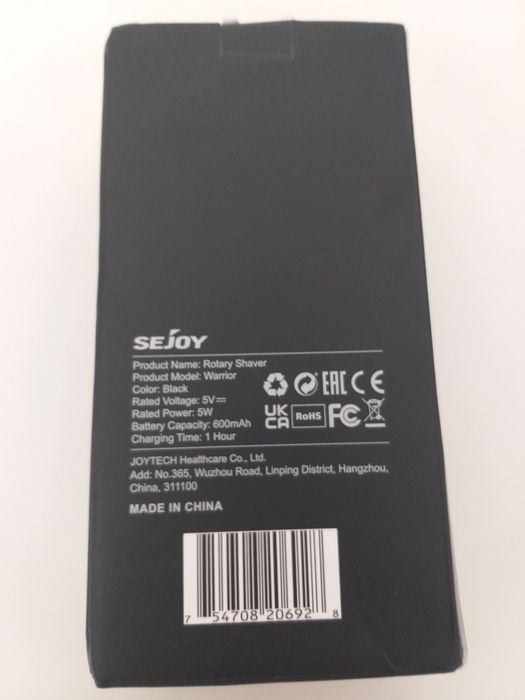 SEJOY
Product Name: Rotary Shaver
Product Model: Warrior
Color: Black
Rated Voltage: 5V⎓
Rated Power: 5W
Battery Capacity: 600mAh
Charging Time: 1 Hour
EAC CE
UK
CA
RoHS
FC
JOYTECH Healthcare Co., Ltd.
Add: No.365, Wuzhou Road, Linping District, Hangzhou,
China, 311100
MADE IN CHINA
7 54708 20692 8